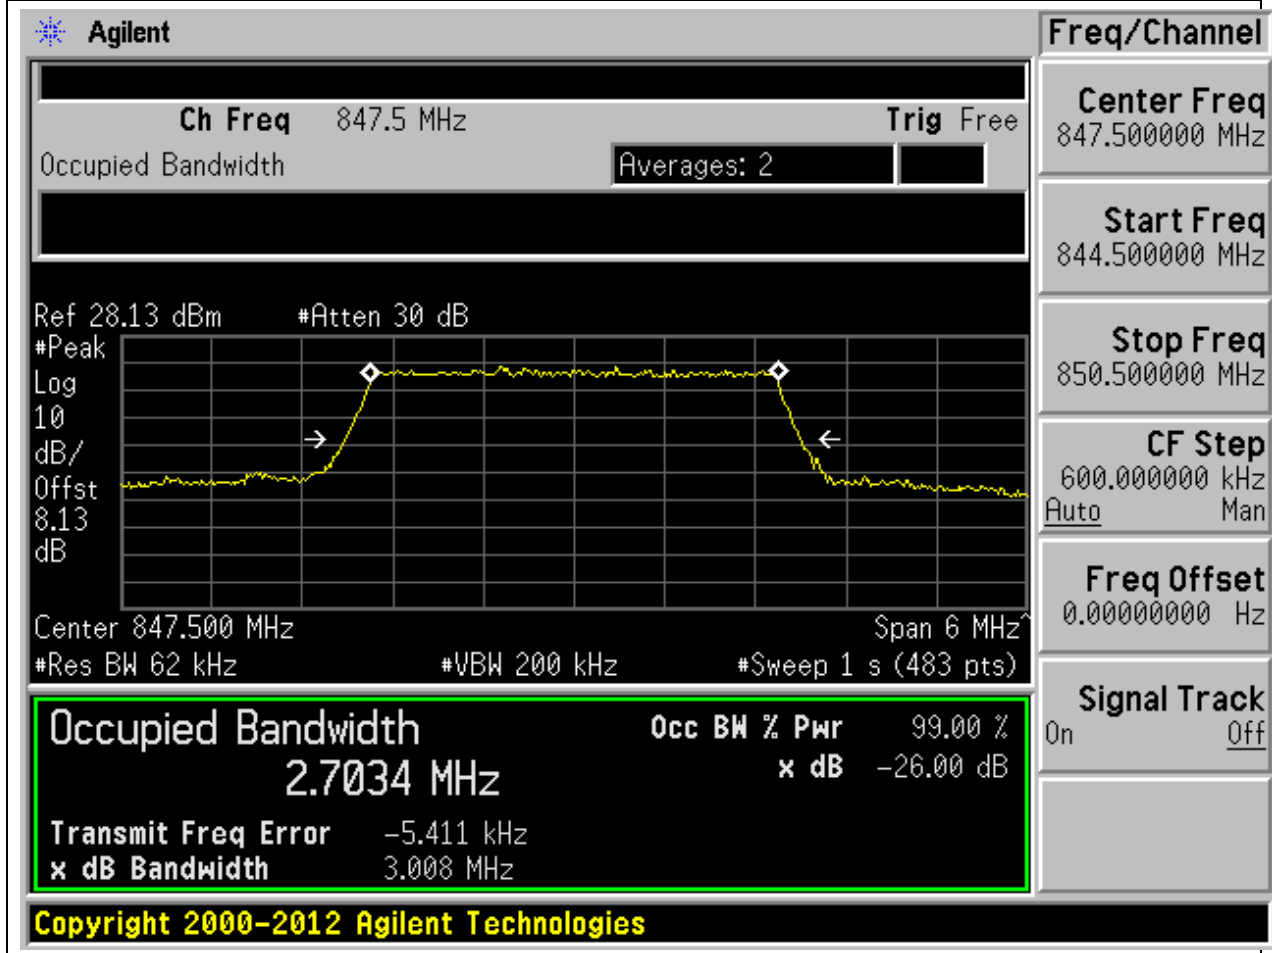 Agilent
Freq/Channel
Ch Freq 847.5 MHz Trig Free
Occupied Bandwidth Averages: 2
Center Freq
847.500000 MHz
Start Freq
844.500000 MHz
Stop Freq
850.500000 MHz
CF Step
600.000000 kHz
Auto Man
Freq Offset
0.00000000 Hz
Signal Track
On Off
Ref 28.13 dBm #Atten 30 dB
#Peak
Log
10
dB/
Offst
8.13
dB
Center 847.500 MHz Span 6 MHz^
#Res BW 62 kHz #VBW 200 kHz #Sweep 1 s (483 pts)
Occupied Bandwidth Occ BW % Pwr 99.00 %
2.7034 MHz x dB -26.00 dB
Transmit Freq Error -5.411 kHz
x dB Bandwidth 3.008 MHz
Copyright 2000-2012 Agilent Technologies